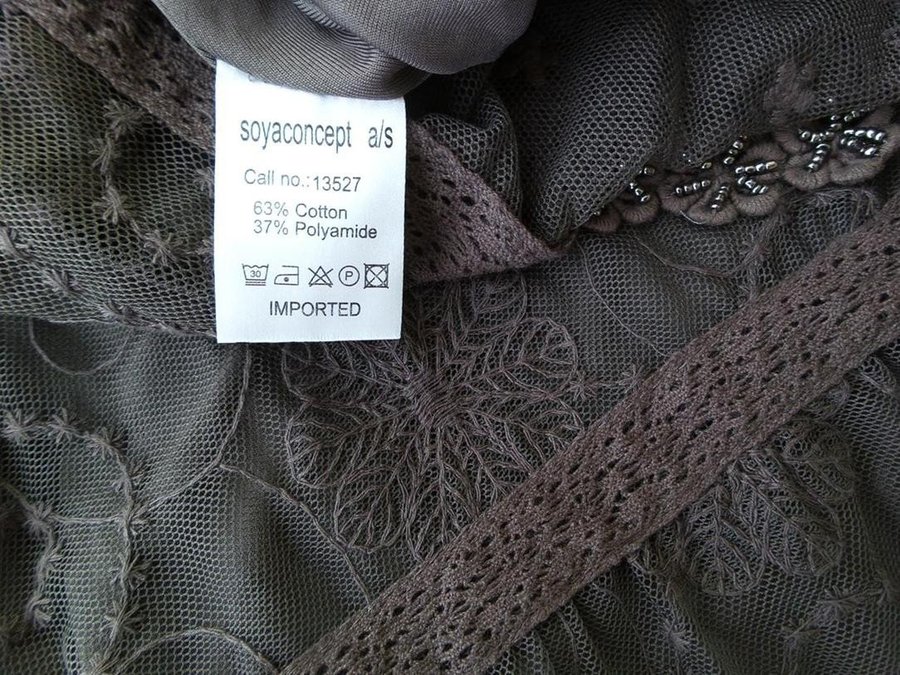 soyaconcept a/s
Call no.:13527
63% Cotton
37% Polyamide
30 P
IMPORTED